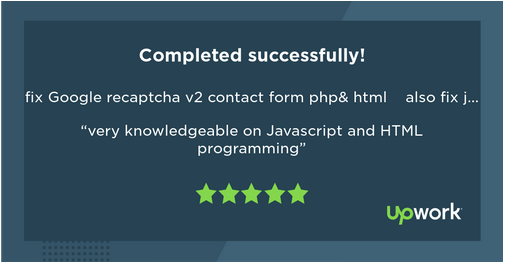 Completed successfully!
fix Google recaptcha v2 contact form php& html    also fix j...
“very knowledgeable on Javascript and HTML
programming”
upwork